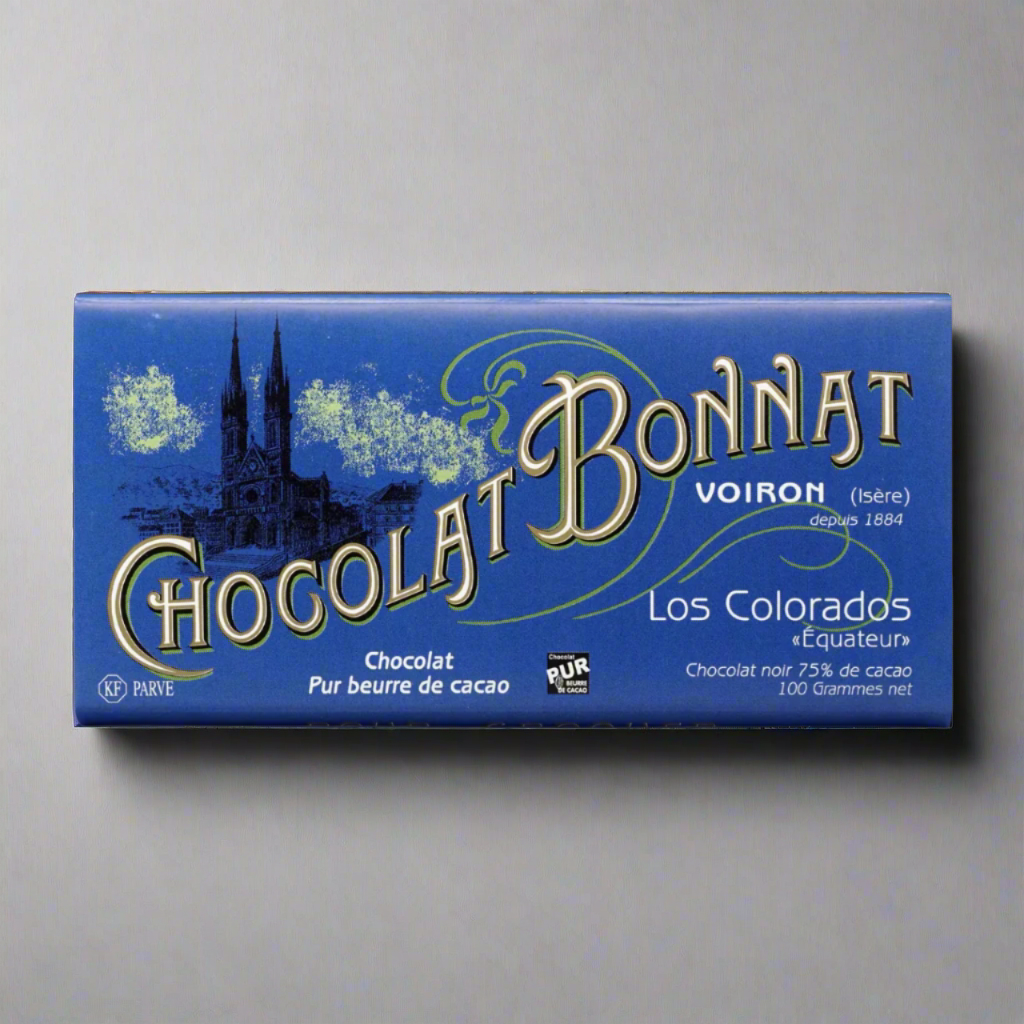 CHOCOLAT BONNAT
VOIRON (Isère)
depuis 1884
Los Colorados
«Équateur»
Chocolat noir 75% de cacao
100 Grammes net
Chocolat
Pur beurre de cacao
Chocolat
PUR
BEURRE
DE CACAO
KF PARVE